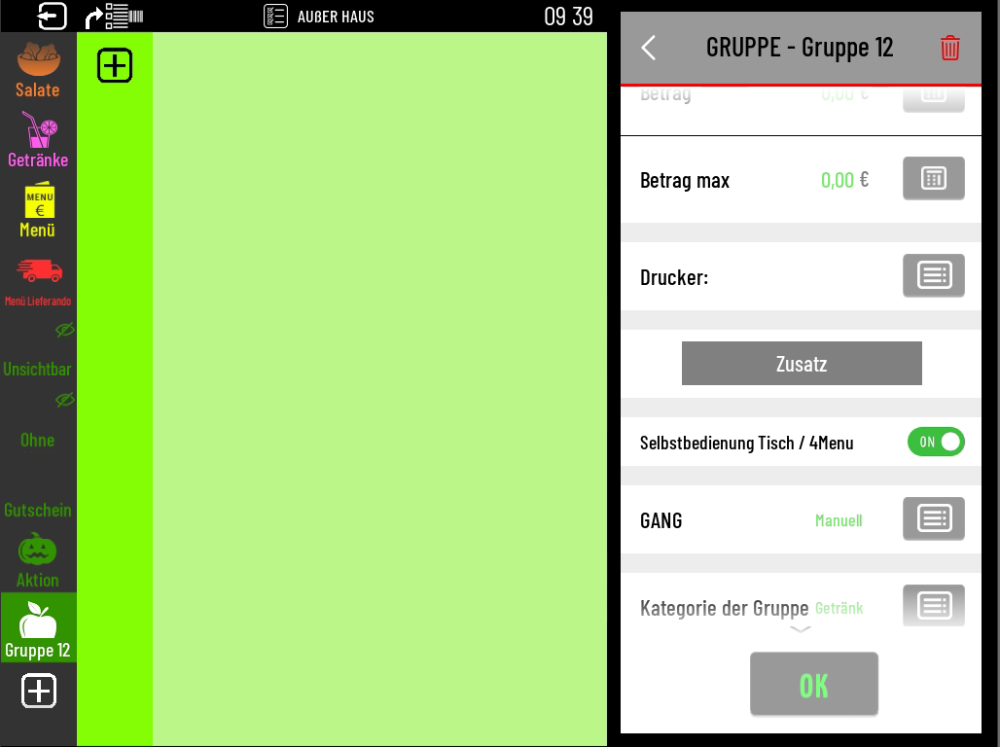 AUßER HAUS
09 39
Salate
Getränke
MENU
€
Menü
Menü Lieferando
Unsichtbar
Ohne
Gutschein
Aktion
Gruppe 12
GRUPPE - Gruppe 12
Betrag 0,00 €
Betrag max 0,00 €
Drucker:
Zusatz
Selbstbedienung Tisch / 4Menu ON
GANG Manuell
Kategorie der Gruppe Getränk
OK